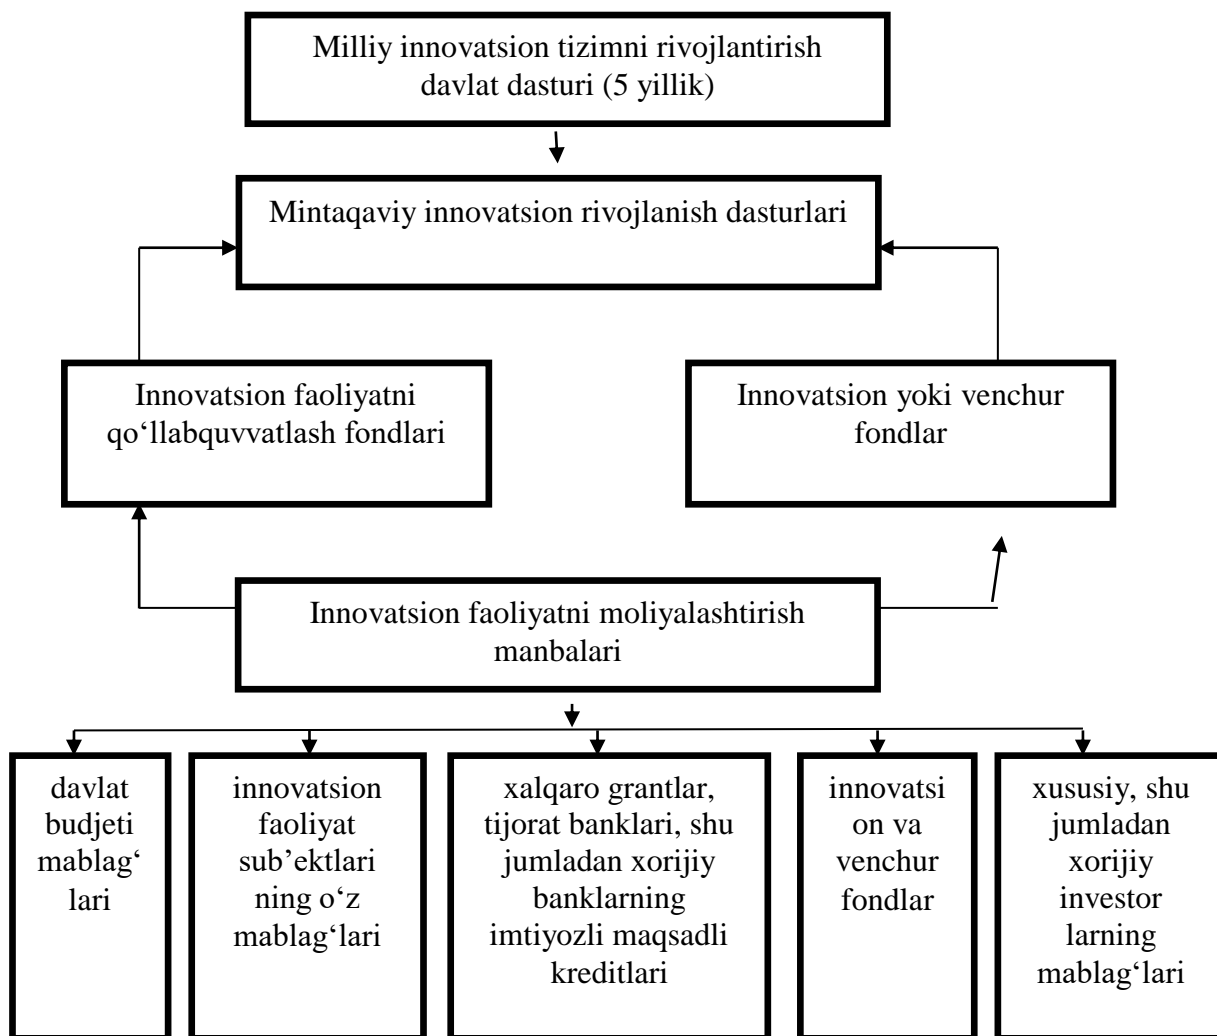 Milliy innovatsion tizimni rivojlantirish
davlat dasturi (5 yillik)
Mintaqaviy innovatsion rivojlanish dasturlari
Innovatsion faoliyatni
qo‘llabquvvatlash fondlari
Innovatsion yoki venchur
fondlar
Innovatsion faoliyatni moliyalashtirish
manbalari
davlat
budjeti
mablag‘
lari
innovatsion
faoliyat
sub’ektlari
ning o‘z
mablag‘lari
xalqaro grantlar,
tijorat banklari, shu
jumladan xorijiy
banklarning
imtiyozli maqsadli
kreditlari
innovatsi
on va
venchur
fondlar
xususiy, shu
jumladan
xorijiy
investor
larning
mablag‘lari